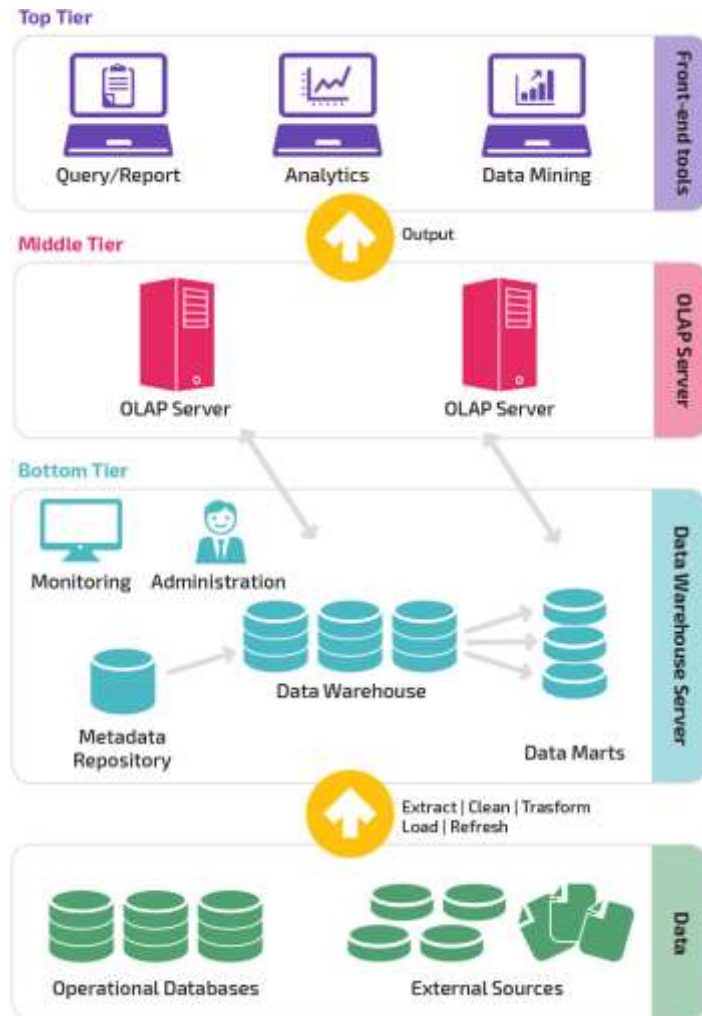 Top Tier
Query/Report
Analytics
Data Mining
Front-end tools
Output
Middle Tier
OLAP Server
OLAP Server
OLAP Server
Bottom Tier
Monitoring
Administration
Data Warehouse
Metadata
Repository
Data Marts
Data Warehouse Server
Extract | Clean | Trasform
Load | Refresh
Operational Databases
External Sources
Data